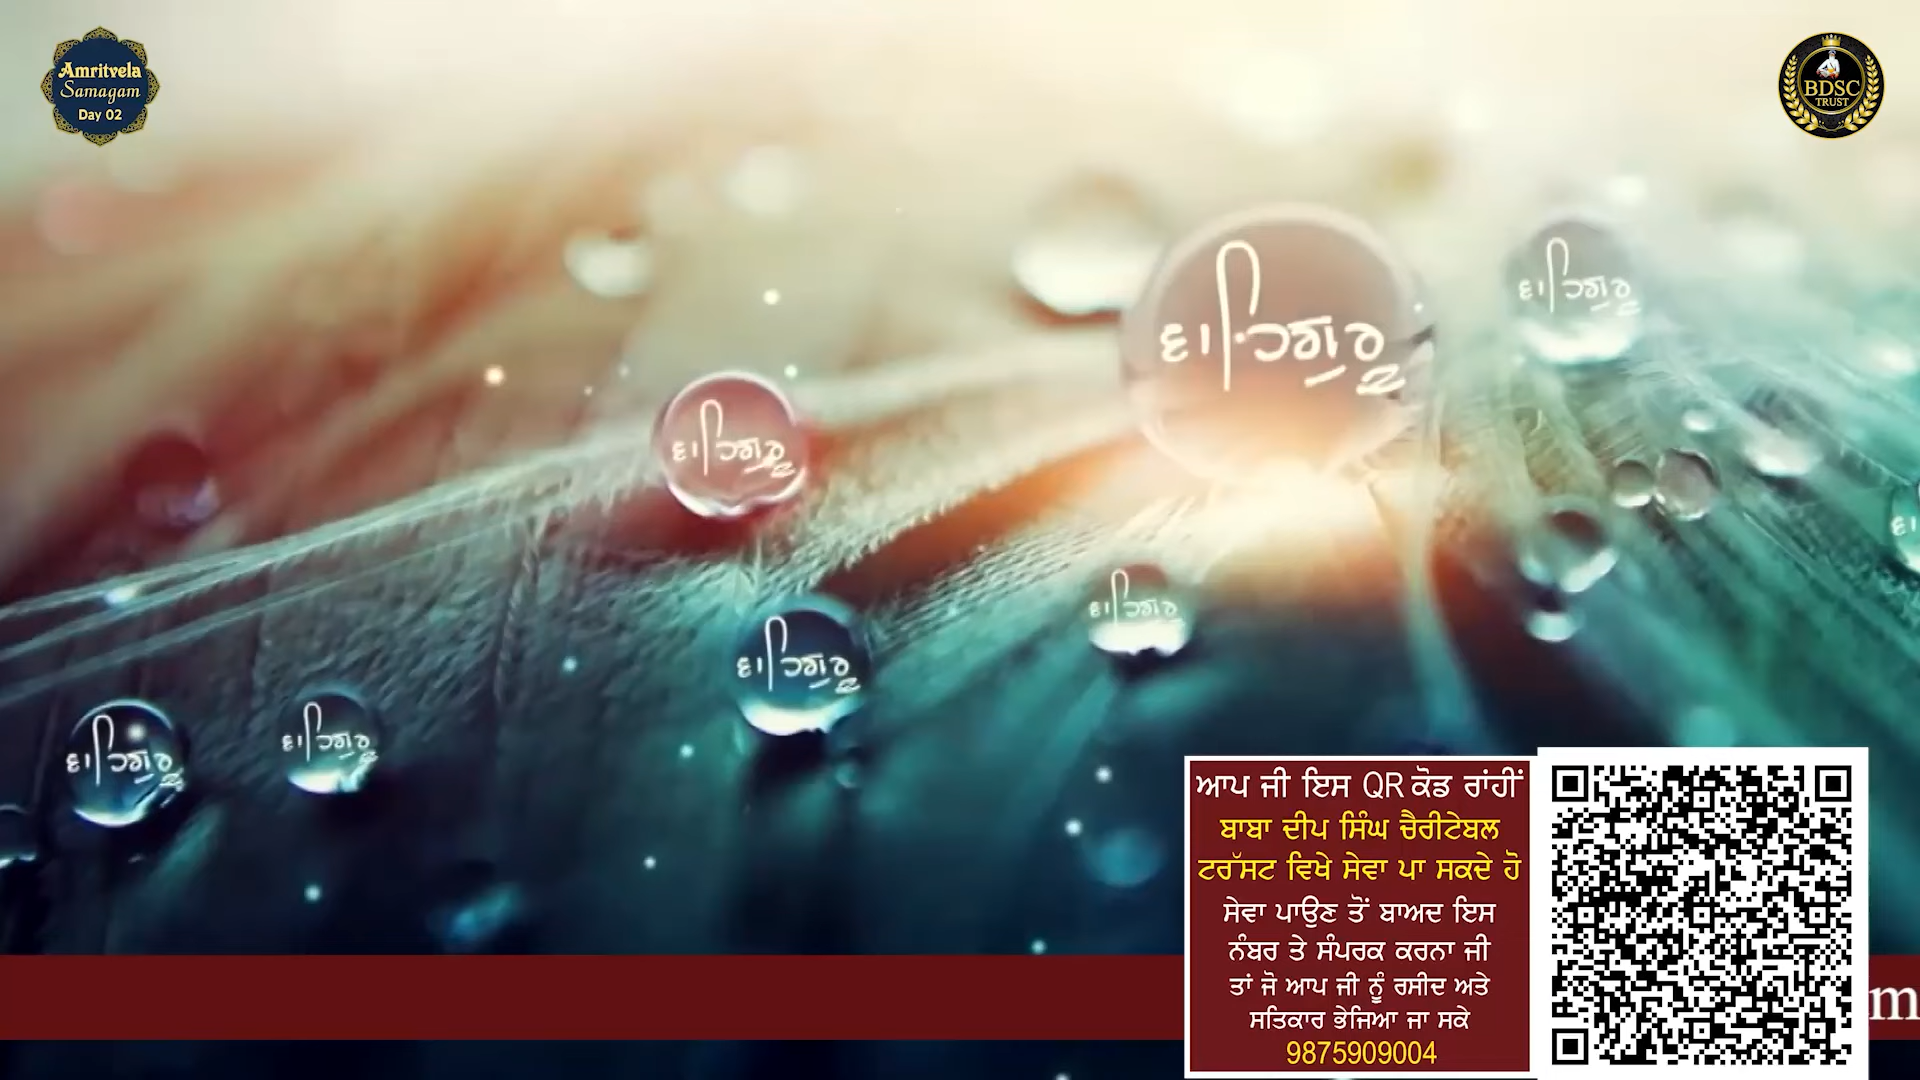 Amritvela
Samagam
Day 02
BDSC
TRUST
ਵਾਹਿਗੁਰੂ
ਵਾਹਿਗੁਰੂ
ਵਾਹਿਗੁਰੂ
ਵਾਹਿਗੁਰੂ
ਵਾਹਿਗੁਰੂ
ਵਾਹਿਗੁਰੂ
ਵਾਹਿਗੁਰੂ
ਆਪ ਜੀ ਇਸ QR ਕੋਡ ਰਾਂਹੀਂ
ਬਾਬਾ ਦੀਪ ਸਿੰਘ ਚੈਰੀਟੇਬਲ
ਟਰੱਸਟ ਵਿਖੇ ਸੇਵਾ ਪਾ ਸਕਦੇ ਹੋ
ਸੇਵਾ ਪਾਉਣ ਤੋਂ ਬਾਅਦ ਇਸ
ਨੰਬਰ ਤੇ ਸੰਪਰਕ ਕਰਨਾ ਜੀ
ਤਾਂ ਜੋ ਆਪ ਜੀ ਨੂੰ ਰਸੀਦ ਅਤੇ
ਸਤਿਕਾਰ ਭੇਜਿਆ ਜਾ ਸਕੇ
9875909004